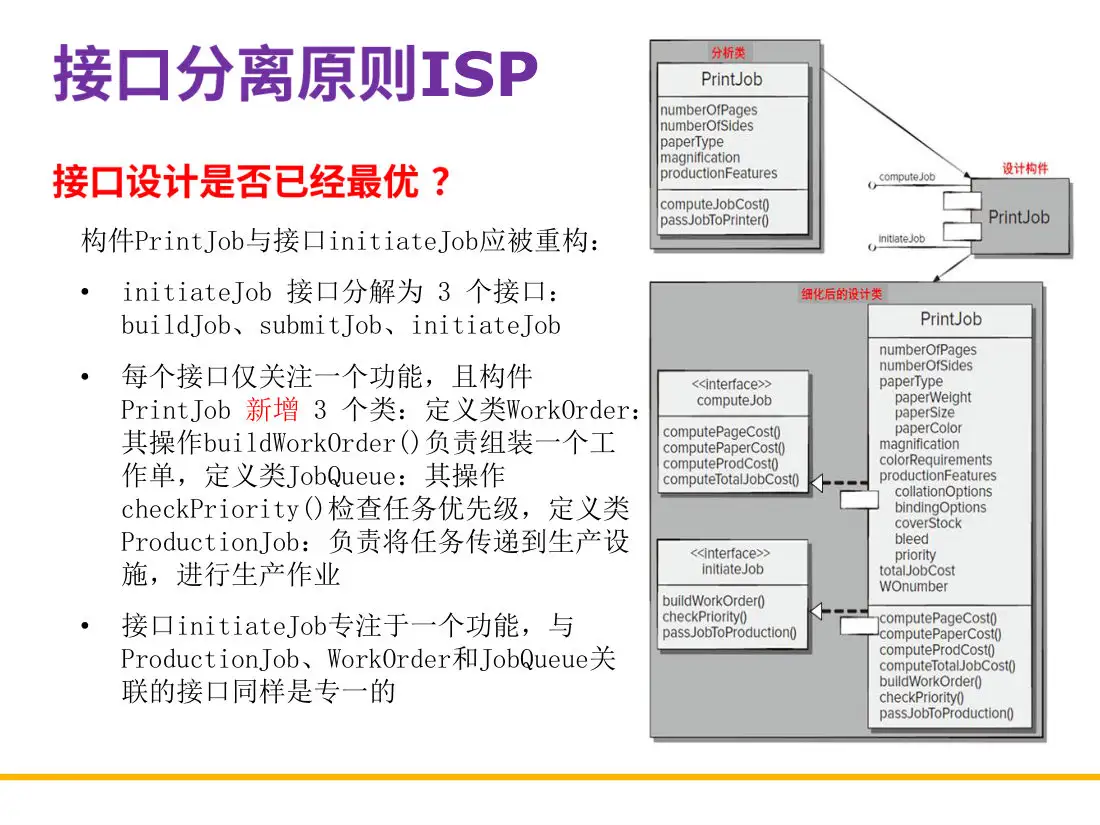 接口分离原则ISP
接口设计是否已经最优？
构件PrintJob与接口initiateJob应被重构：
• initiateJob 接口分解为 3 个接口：
buildJob、submitJob、initiateJob
• 每个接口仅关注一个功能，且构件
PrintJob 新增 3 个类：定义类WorkOrder：
其操作buildWorkOrder()负责组装一个工
作单，定义类JobQueue：其操作
checkPriority()检查任务优先级，定义类
ProductionJob：负责将任务传递到生产设
施，进行生产作业
• 接口initiateJob专注于一个功能，与
ProductionJob、WorkOrder和JobQueue关
联的接口同样是专一的
分析类
PrintJob
numberOfPages
numberOfSides
paperType
magnification
productionFeatures
computeJobCost()
passJobToPrinter()
设计构件
computeJob
PrintJob
initiateJob
细化后的设计类
<<interface>>
computeJob
computePageCost()
computePaperCost()
computeProdCost()
computeTotalJobCost()
<<interface>>
initiateJob
buildWorkOrder()
checkPriority()
passJobToProduction()
PrintJob
numberOfPages
numberOfSides
paperType
paperWeight
paperSize
paperColor
magnification
colorRequirements
productionFeatures
collationOptions
bindingOptions
coverStock
bleed
priority
totalJobCost
WOnumber
computePageCost()
computePaperCost()
computeProdCost()
computeTotalJobCost()
buildWorkOrder()
checkPriority()
passJobToProduction()